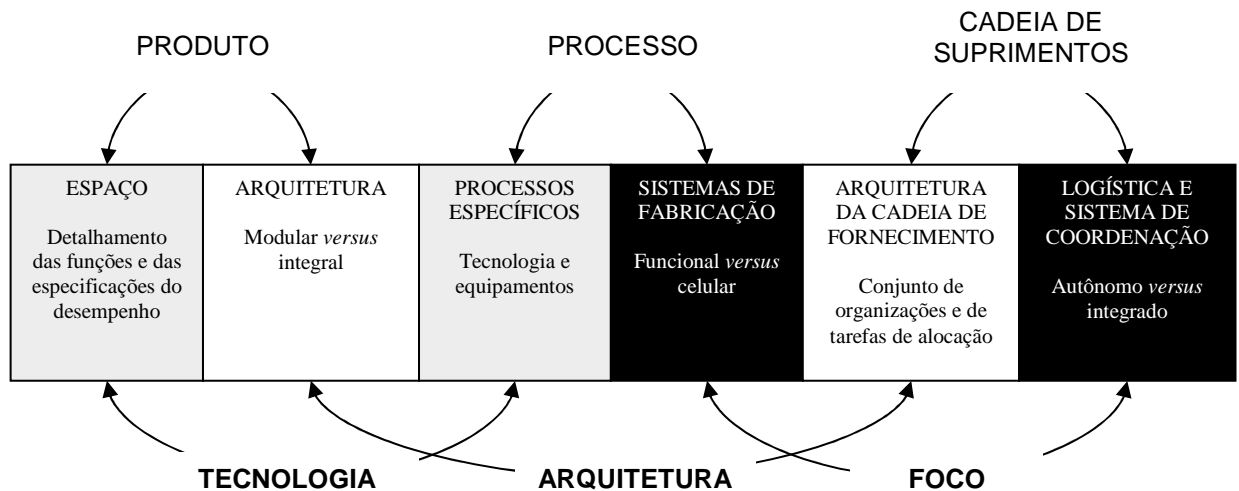 PRODUTO
PROCESSO
CADEIA DE
SUPRIMENTOS
ESPAÇO
Detalhamento
das funções e das
especificações do
desempenho
ARQUITETURA
Modular versus
integral
PROCESSOS
ESPECÍFICOS
Tecnologia e
equipamentos
SISTEMAS DE
FABRICAÇÃO
Funcional versus
celular
ARQUITETURA
DA CADEIA DE
FORNECIMENTO
Conjunto de
organizações e de
tarefas de alocação
LOGÍSTICA E
SISTEMA DE
COORDENAÇÃO
Autônomo versus
integrado
TECNOLOGIA
ARQUITETURA
FOCO